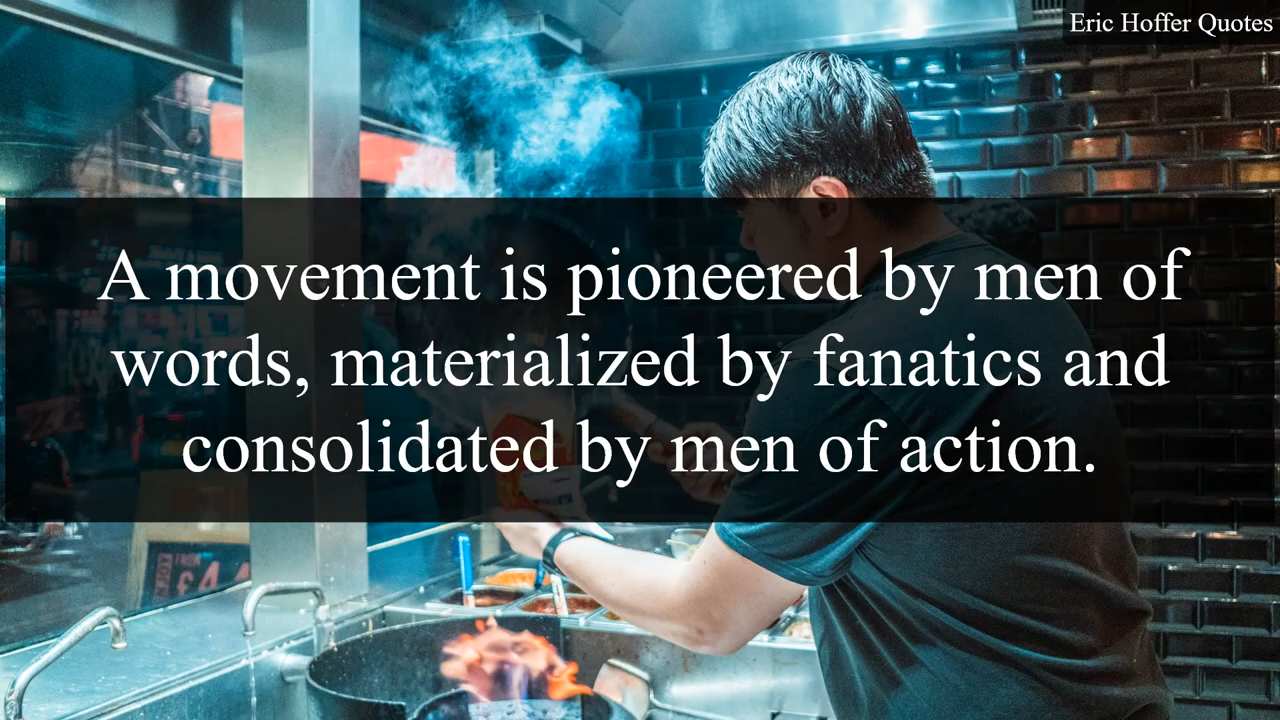 Eric Hoffer Quotes
A movement is pioneered by men of
words, materialized by fanatics and
consolidated by men of action.
FROM